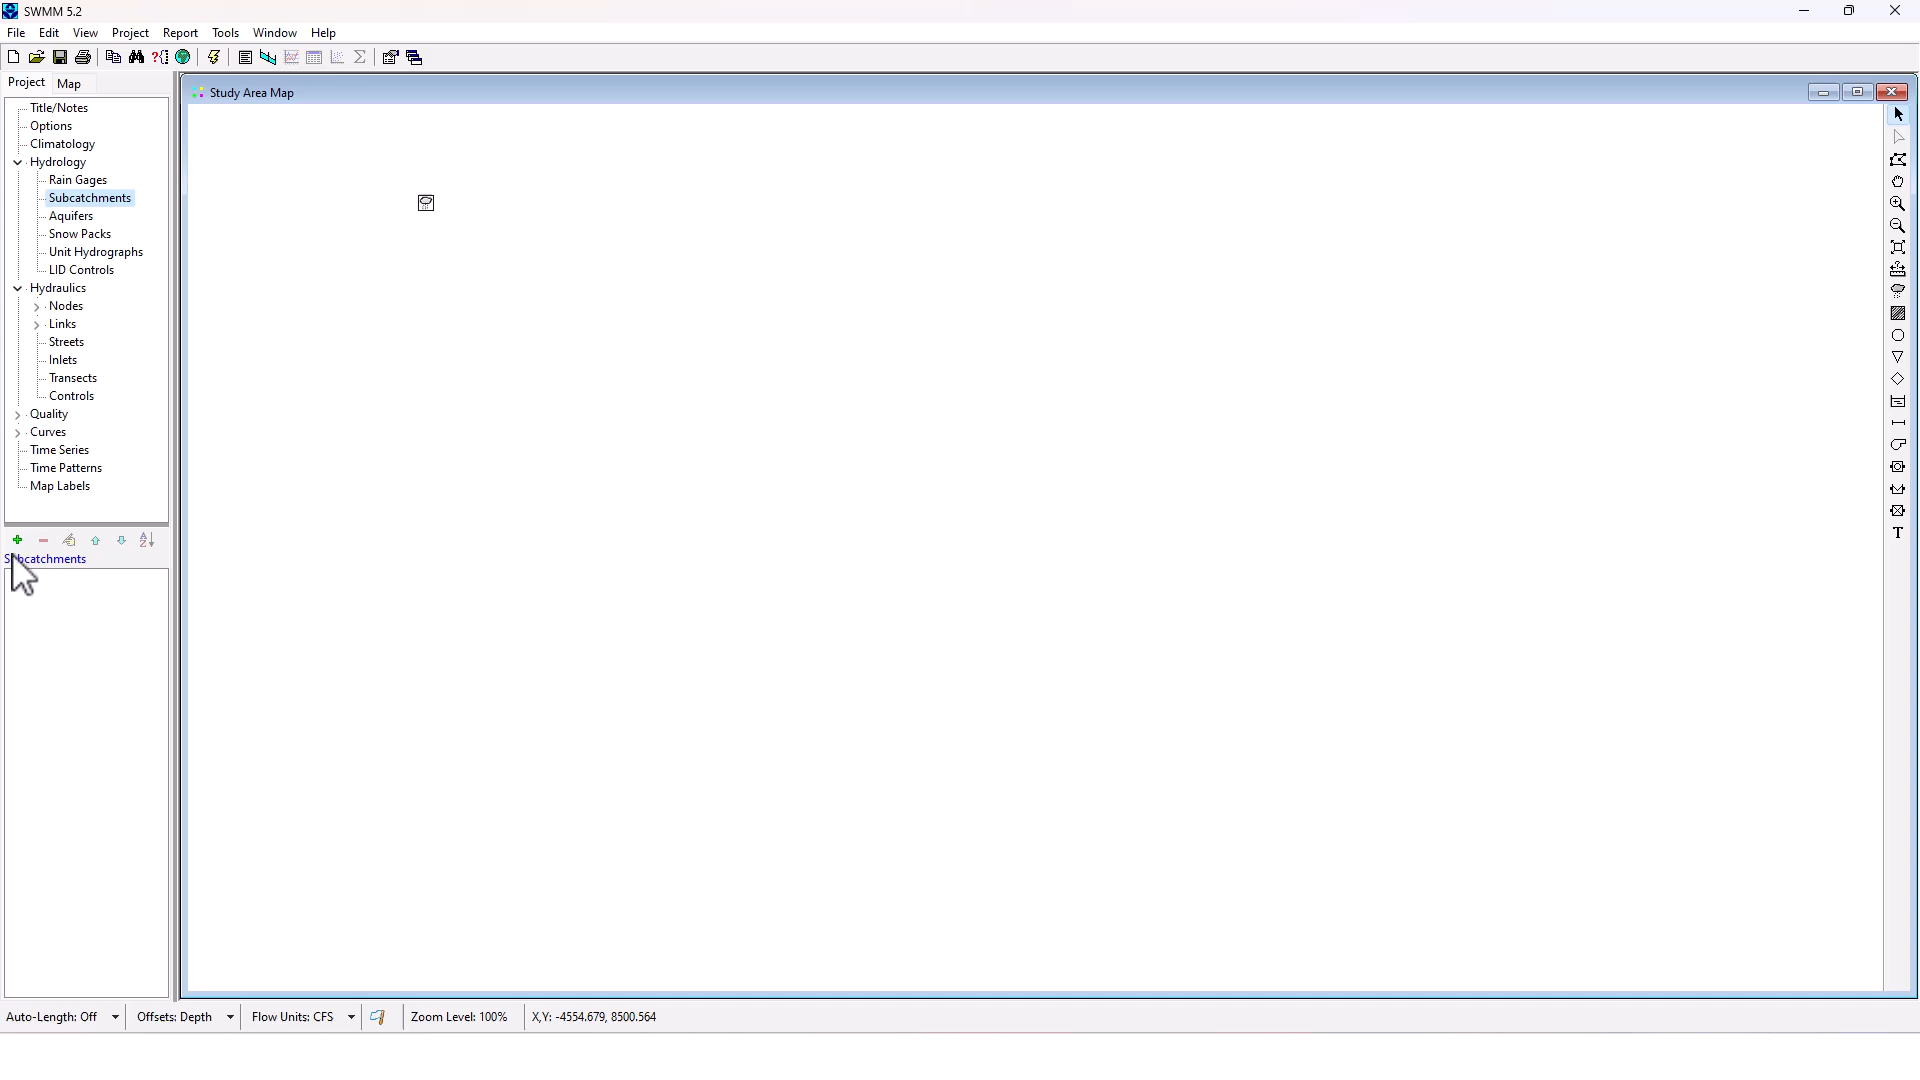 SWMM 5.2
File Edit View Project Report Tools Window Help
Project Map
Study Area Map
Title/Notes
Options
Climatology
Hydrology
Rain Gages
Subcatchments
Aquifers
Snow Packs
Unit Hydrographs
LID Controls
Hydraulics
Nodes
Links
Streets
Inlets
Transects
Controls
Quality
Curves
Time Series
Time Patterns
Map Labels
Subcatchments
T
Auto-Length: Off Offsets: Depth Flow Units: CFS Zoom Level: 100% X,Y: -4554.679, 8500.564